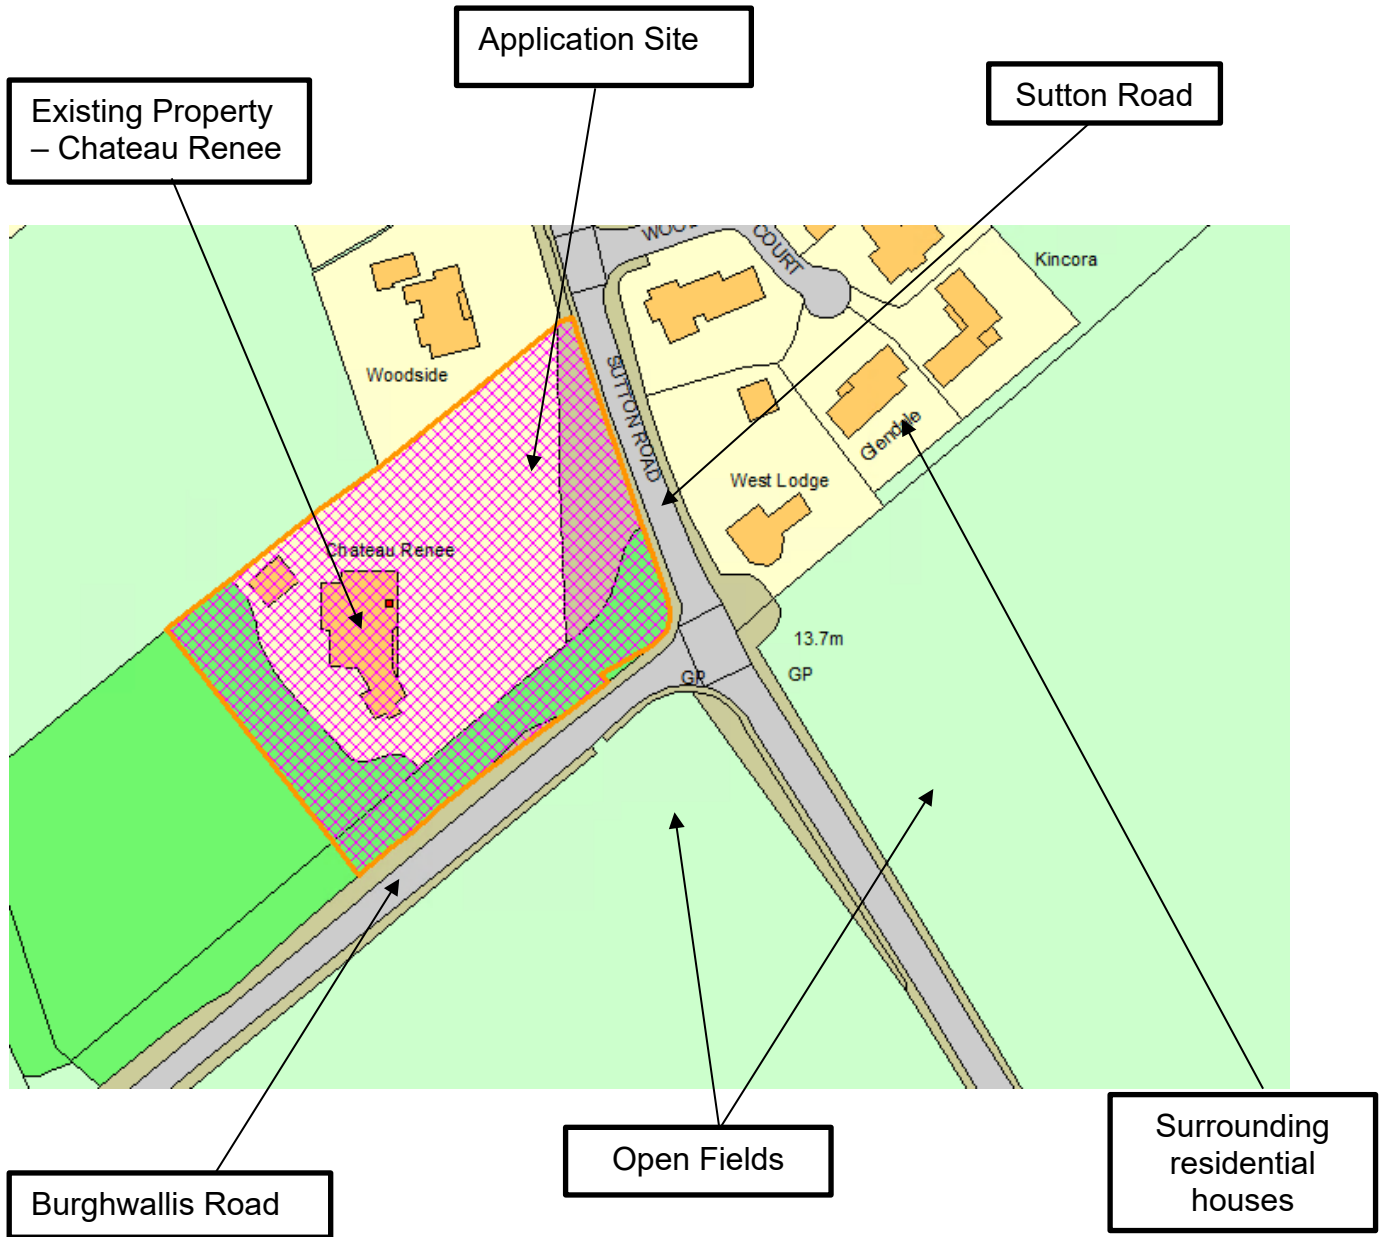 Application Site
Sutton Road
Existing Property
– Chateau Renee
COURT
Kincora
Woodside
SUTTON ROAD
Glendale
West Lodge
Chateau Renee
13.7m
GP
GP
Open Fields
Surrounding
residential
houses
Burghwallis Road